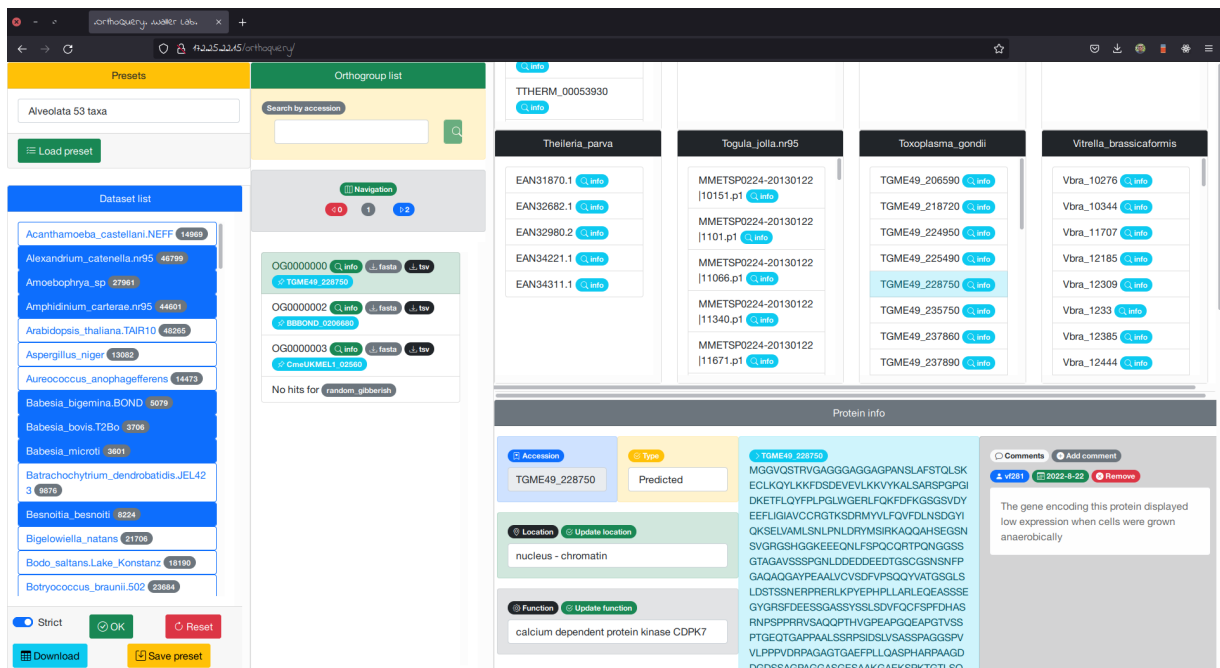 orthoquery. Waller Lab.
172.25.22.15/orthoquery/
Presets
Alveolata 53 taxa
Load preset
Dataset list
Acanthamoeba_castellani.NEFF 14969
Alexandrium_catenella.nr95 46799
Amoebophrya_sp 27961
Amphidinium_carterae.nr95 44601
Arabidopsis_thaliana.TAIR10 48265
Aspergillus_niger 13082
Aureococcus_anophagefferens 14473
Babesia_bigemina.BOND 5079
Babesia_bovis.T2Bo 3706
Babesia_microti 3601
Batrachochytrium_dendrobatidis.JEL42
3 9876
Besnoitia_besnoiti 8224
Bigelowiella_natans 21706
Bodo_saltans.Lake_Konstanz 18190
Botryococcus_braunii.502 23684
Strict
OK
Reset
Download
Save preset
Orthogroup list
Search by accession
Navigation
0 1 2
OG0000000 info fasta tsv
TGME49_228750
OG0000002 info fasta tsv
BBBOND_0206680
OG0000003 info fasta tsv
CmeUKMEL1_02560
No hits for random_gibberish
info
TTHERM_00053930
info
Theileria_parva
EAN31870.1 info
EAN32682.1 info
EAN32980.2 info
EAN34221.1 info
EAN34311.1 info
Togula_jolla.nr95
MMETSP0224-20130122
|10151.p1 info
MMETSP0224-20130122
|1101.p1 info
MMETSP0224-20130122
|11066.p1 info
MMETSP0224-20130122
|11340.p1 info
MMETSP0224-20130122
|11671.p1 info
Toxoplasma_gondii
TGME49_206590 info
TGME49_218720 info
TGME49_224950 info
TGME49_225490 info
TGME49_228750 info
TGME49_235750 info
TGME49_237860 info
TGME49_237890 info
Vitrella_brassicaformis
Vbra_10276 info
Vbra_10344 info
Vbra_11707 info
Vbra_12185 info
Vbra_12309 info
Vbra_1233 info
Vbra_12385 info
Vbra_12444 info
Protein info
Accession
TGME49_228750
Type
Predicted
Location Update location
nucleus - chromatin
Function Update function
calcium dependent protein kinase CDPK7
TGME49_228750
MGGVQSTRVGAGGGAGGAGPANSLAFSTQLSK
ECLKQYLKKFDSDEVEVLKKVYKALSARSPGPGI
DKETFLQYFPLPGLWGERLFQKFDFKGSGSVDY
EEFLIGIAVCCRGTKSDRMYVLFQVFDLNSDGYI
QKSELVAMLSNLPNLDRYMSIRKAQQAHSEGSN
SVGRGSHGGKEEEQNLFSPQCQRTPQNGGSS
GTAGAVSSSPGNLDDEDDEEDTGSCGSNSNFP
GAQAQGAYPEAALVCVSDFVPSQQYVATGSGLS
LDSTSSNERPRERLKPYEPHPLLARLEQEASSSE
GYGRSFDEESSGASSYSSLSDVFQCFSPFDHAS
RNPSPPRRVSAQQPTHVGPEAPGQEAPGTVSS
PTGEQTGAPPAALSSRPSIDSLVSASSPAGGSPV
VLPPPVDRPAGAGTGAEFPLLQASPHARPAAGD
Comments Add comment
vf281 2022-8-22 Remove
The gene encoding this protein displayed
low expression when cells were grown
anaerobically